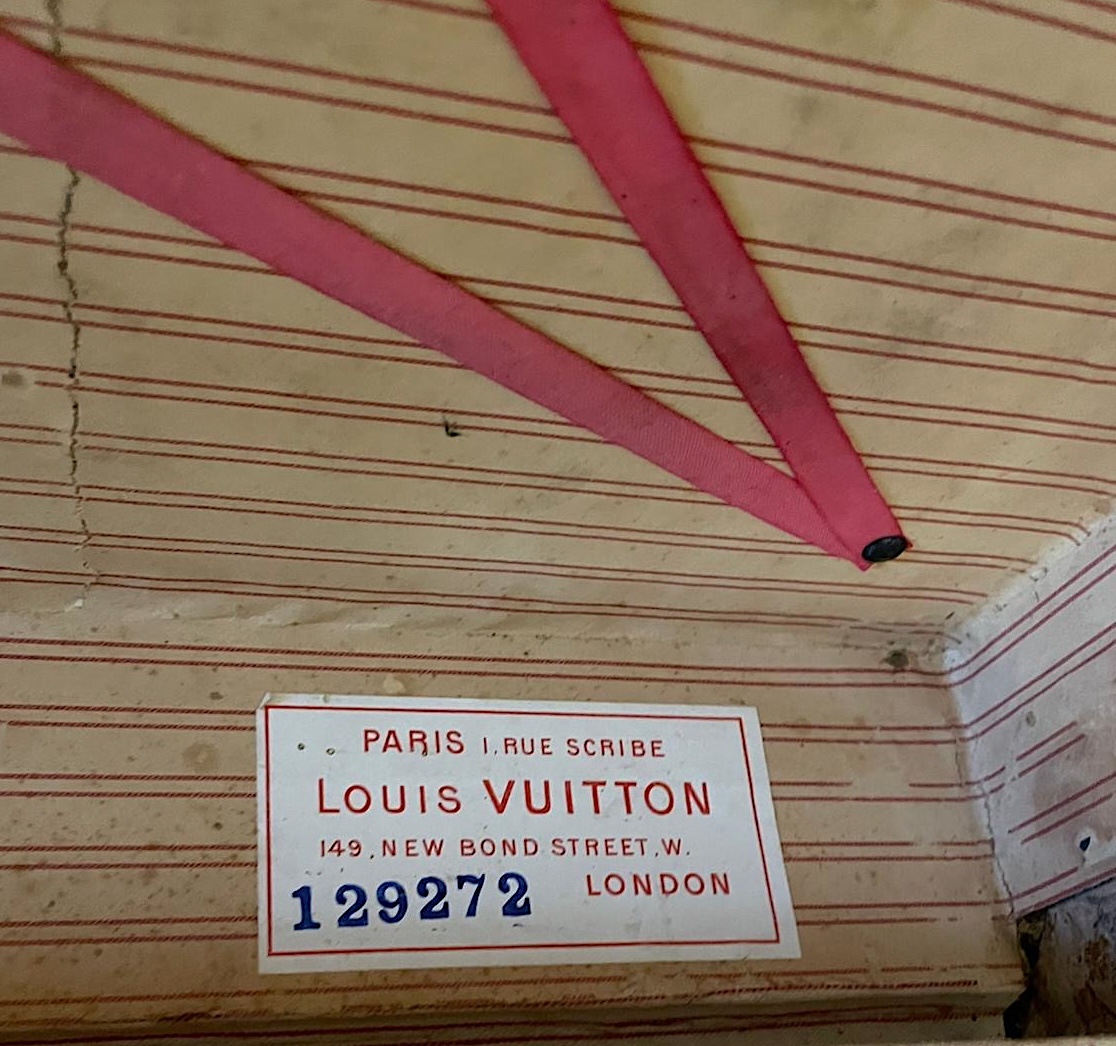 PARIS 1, RUE SCRIBE
LOUIS VUITTON
149, NEW BOND STREET, W.
129272 LONDON